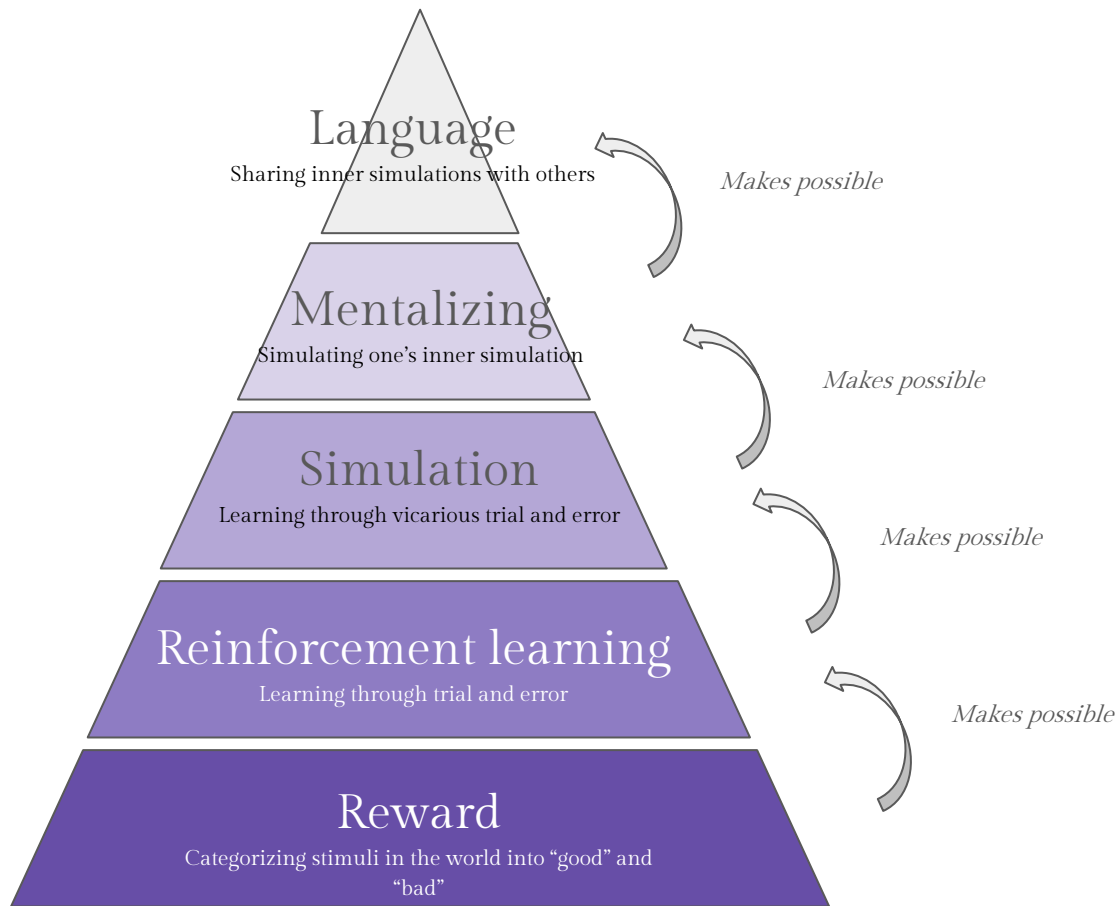 Language
Sharing inner simulations with others
Makes possible
Mentalizing
Simulating one’s inner simulation
Makes possible
Simulation
Learning through vicarious trial and error
Makes possible
Reinforcement learning
Learning through trial and error
Makes possible
Reward
Categorizing stimuli in the world into “good” and
“bad”